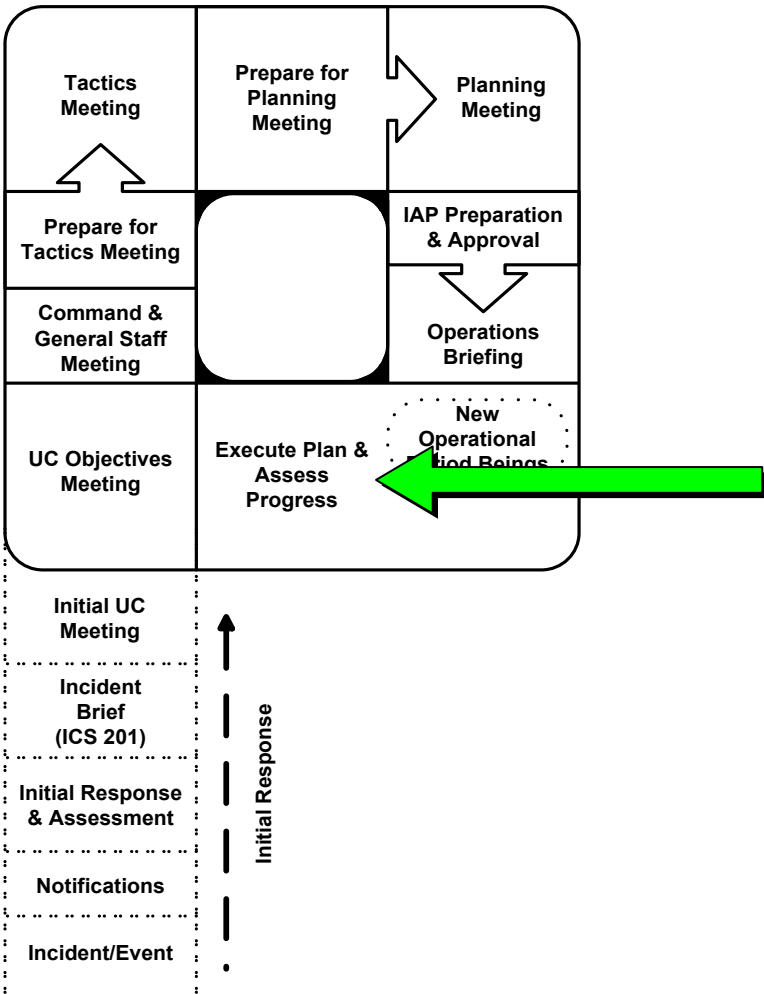 Tactics
Meeting
Prepare for
Planning
Meeting
Planning
Meeting
Prepare for
Tactics Meeting
IAP Preparation
& Approval
Command &
General Staff
Meeting
Operations
Briefing
UC Objectives
Meeting
Execute Plan &
Assess
Progress
New
Operational
Beings
Initial UC
Meeting
Incident
Brief
(ICS 201)
Initial Response
& Assessment
Notifications
Incident/Event
Initial Response